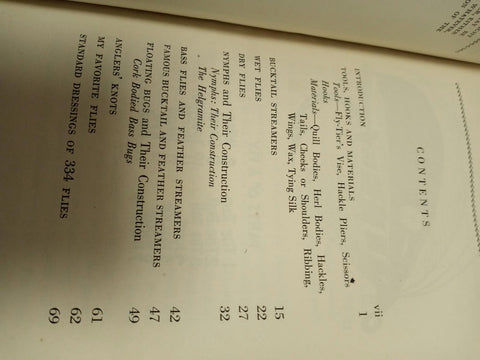 CONTENTS
INTRODUCTION vii
TOOLS, HOOKS AND MATERIALS 1
Tools—Fly-Tier's Vise, Hackle Pliers, Scissors
Hooks
Materials—Quill Bodies, Herl Bodies, Hackles,
Tails, Cheeks or Shoulders, Ribbing,
Wings, Wax, Tying Silk
BUCKTAIL STREAMERS 15
WET FLIES 22
DRY FLIES 27
NYMPHS and Their Construction 32
Nymphs: Their Construction
The Helgramite
BASS FLIES AND FEATHER STREAMERS 42
FAMOUS BUCKTAIL AND FEATHER STREAMERS 47
FLOATING BUGS and Their Construction 49
Cork Bodied Bass Bugs
ANGLERS' KNOTS 61
MY FAVORITE FLIES 62
STANDARD DRESSINGS OF 334 FLIES 69